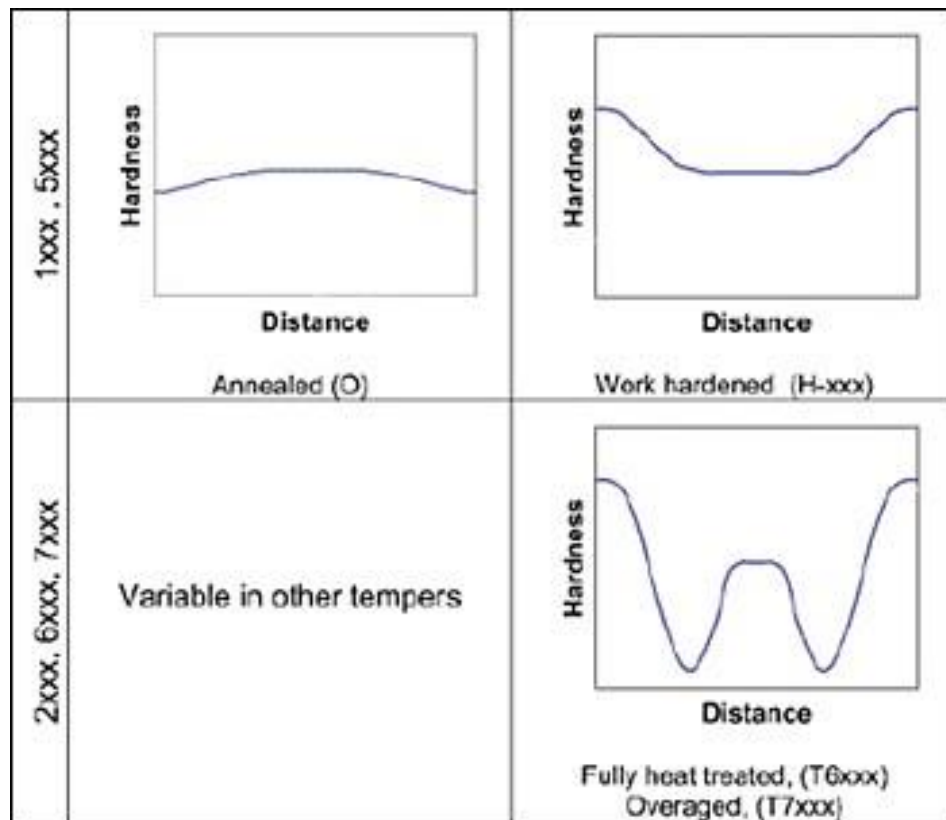 1xxx , 5xxx
Hardness
Distance
Annealed (O)
Hardness
Distance
Work hardened (H-xxx)
2xxx, 6xxx, 7xxx
Variable in other tempers
Hardness
Distance
Fully heat treated, (T6xxx)
Overaged, (T7xxx)